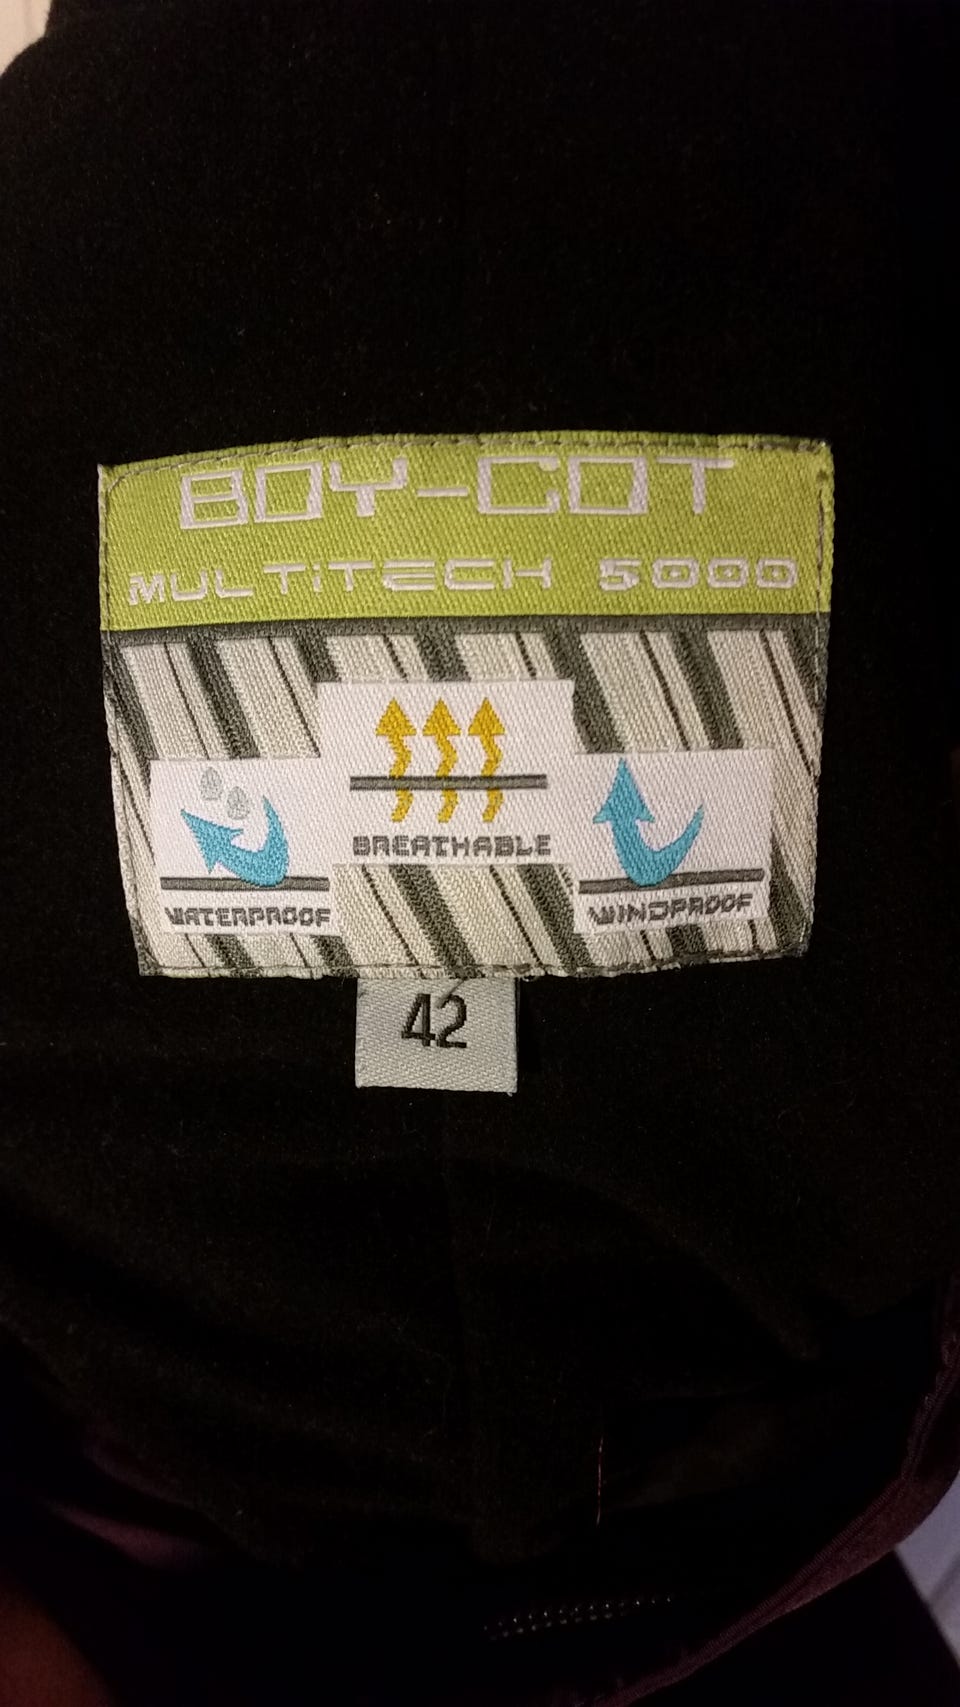 BOY-COT
MULTiTECH 5000
BREATHABLE
WATERPROOF
WINDPROOF
42